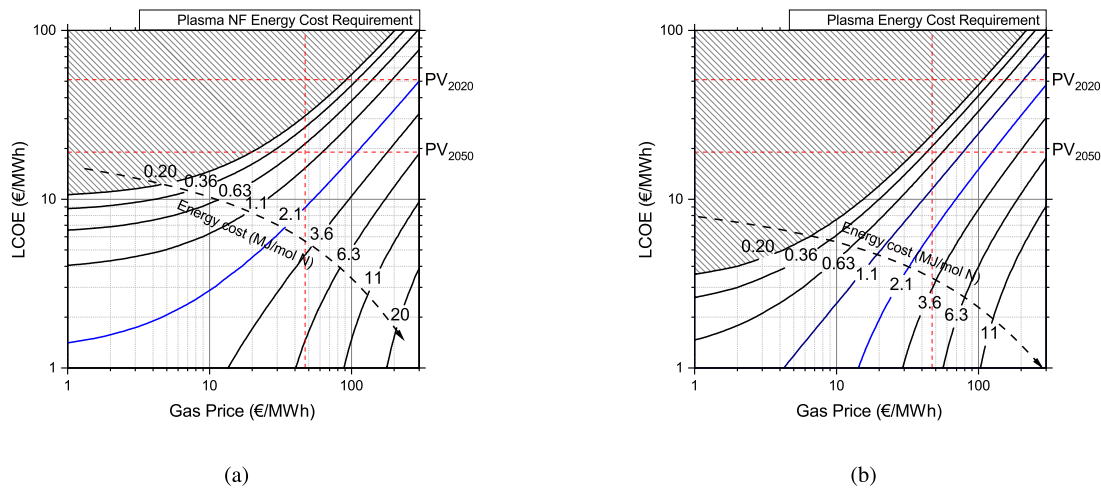 Plasma NF Energy Cost Requirement
100
10
1
LCOE (€/MWh)
PV2020
PV2050
0.20
0.36
0.63
1.1
2.1
3.6
6.3
11
20
Energy cost (MJ/mol N)
1
10
100
Gas Price (€/MWh)
(a)
Plasma Energy Cost Requirement
100
10
1
LCOE (€/MWh)
PV2020
PV2050
Energy cost (MJ/mol N)
0.20
0.36
0.63
1.1
2.1
3.6
6.3
11
1
10
100
Gas Price (€/MWh)
(b)